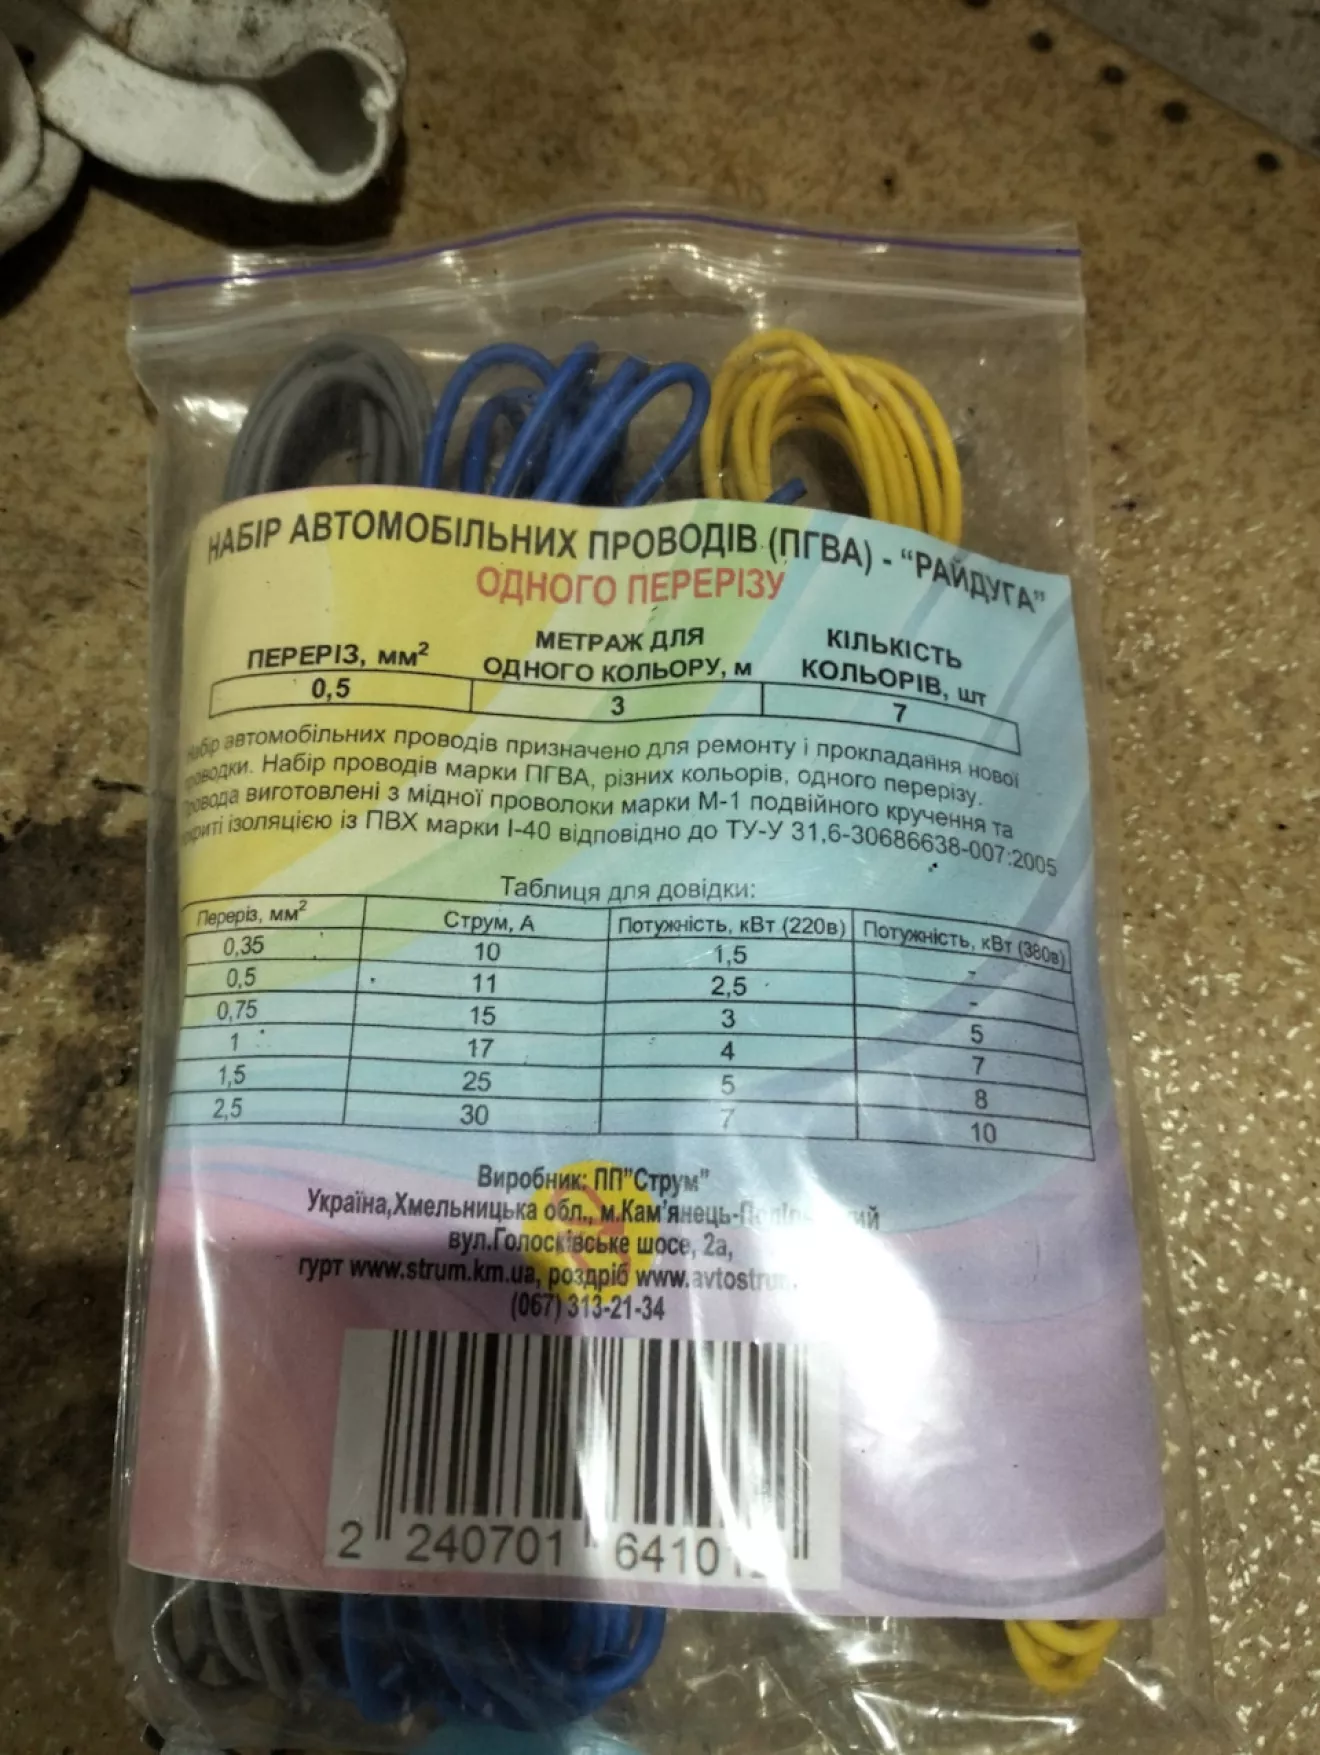 НАБІР АВТОМОБІЛЬНИХ ПРОВОДІВ (ПГВА) - "РАЙДУГА"
ОДНОГО ПЕРЕРІЗУ
ПЕРЕРІЗ, мм² МЕТРАЖ ДЛЯ ОДНОГО КОЛЬОРУ, м КІЛЬКІСТЬ КОЛЬОРІВ, шт
0,5 3 7
Набір автомобільних проводів призначено для ремонту і прокладання нової
проводки. Набір проводів марки ПГВА, різних кольорів, одного перерізу.
Провода виготовлені з мідної проволоки марки М-1 подвійного кручення та
покриті ізоляцією із ПВХ марки І-40 відповідно до ТУ-У 31,6-30686638-007:2005
Таблиця для довідки:
Переріз, мм² Струм, А Потужність, кВт (220в) Потужність, кВт (380в)
0,35 10 1,5 -
0,5 11 2,5 -
0,75 15 3 5
1 17 4 7
1,5 25 5 8
2,5 30 7 10
Виробник: ПП"Струм"
Україна,Хмельницька обл., м.Кам'янець-
вул.Голосківське шосе, 2а,
гурт www.strum.km.ua, роздріб
(067) 313-21-34
2 240701